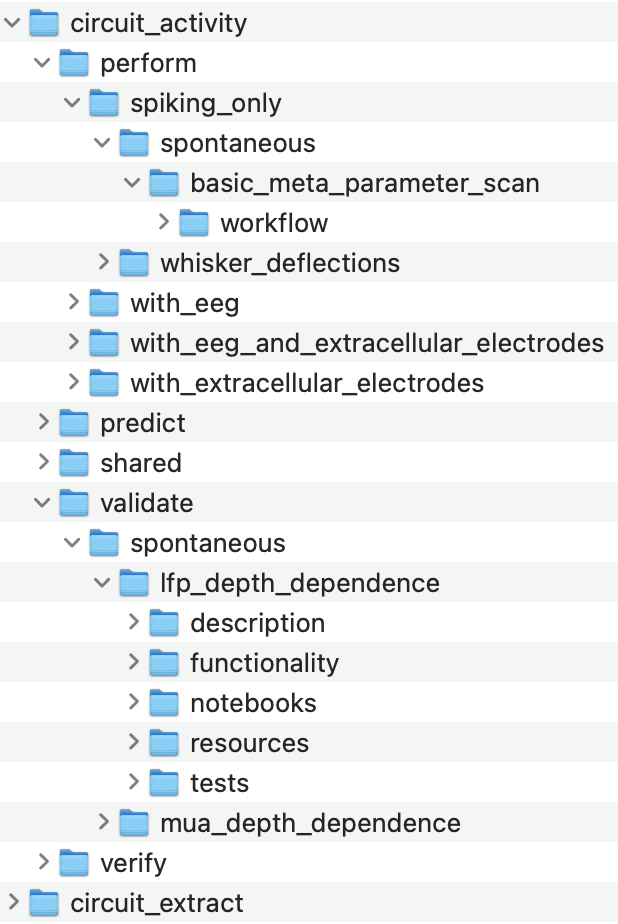 circuit_activity
perform
spiking_only
spontaneous
basic_meta_parameter_scan
workflow
whisker_deflections
with_eeg
with_eeg_and_extracellular_electrodes
with_extracellular_electrodes
predict
shared
validate
spontaneous
lfp_depth_dependence
description
functionality
notebooks
resources
tests
mua_depth_dependence
verify
circuit_extract